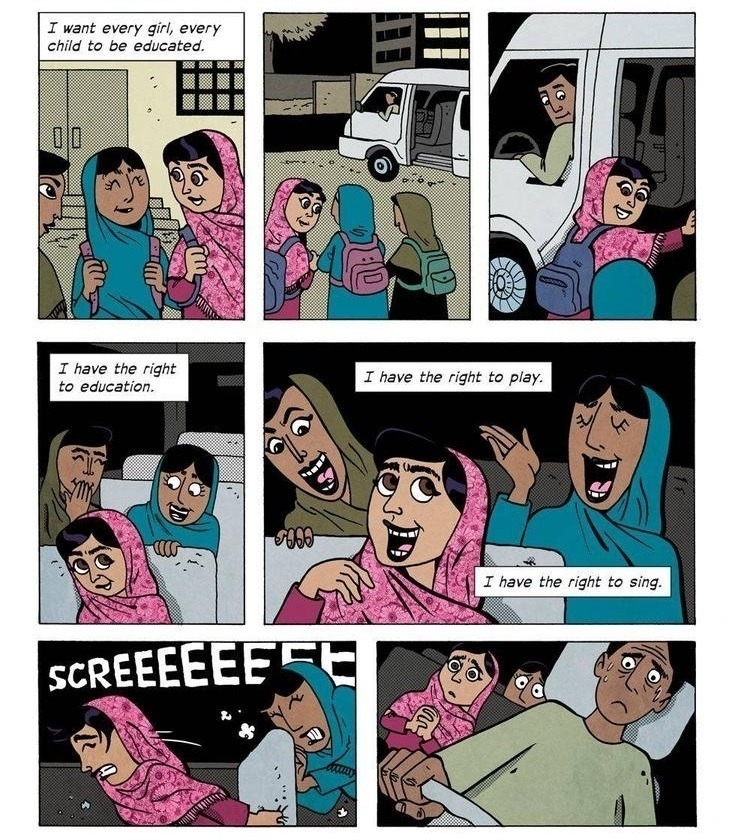 I want every girl, every
child to be educated.
I have the right
to education.
I have the right to play.
I have the right to sing.
SCREEEEEEEEE